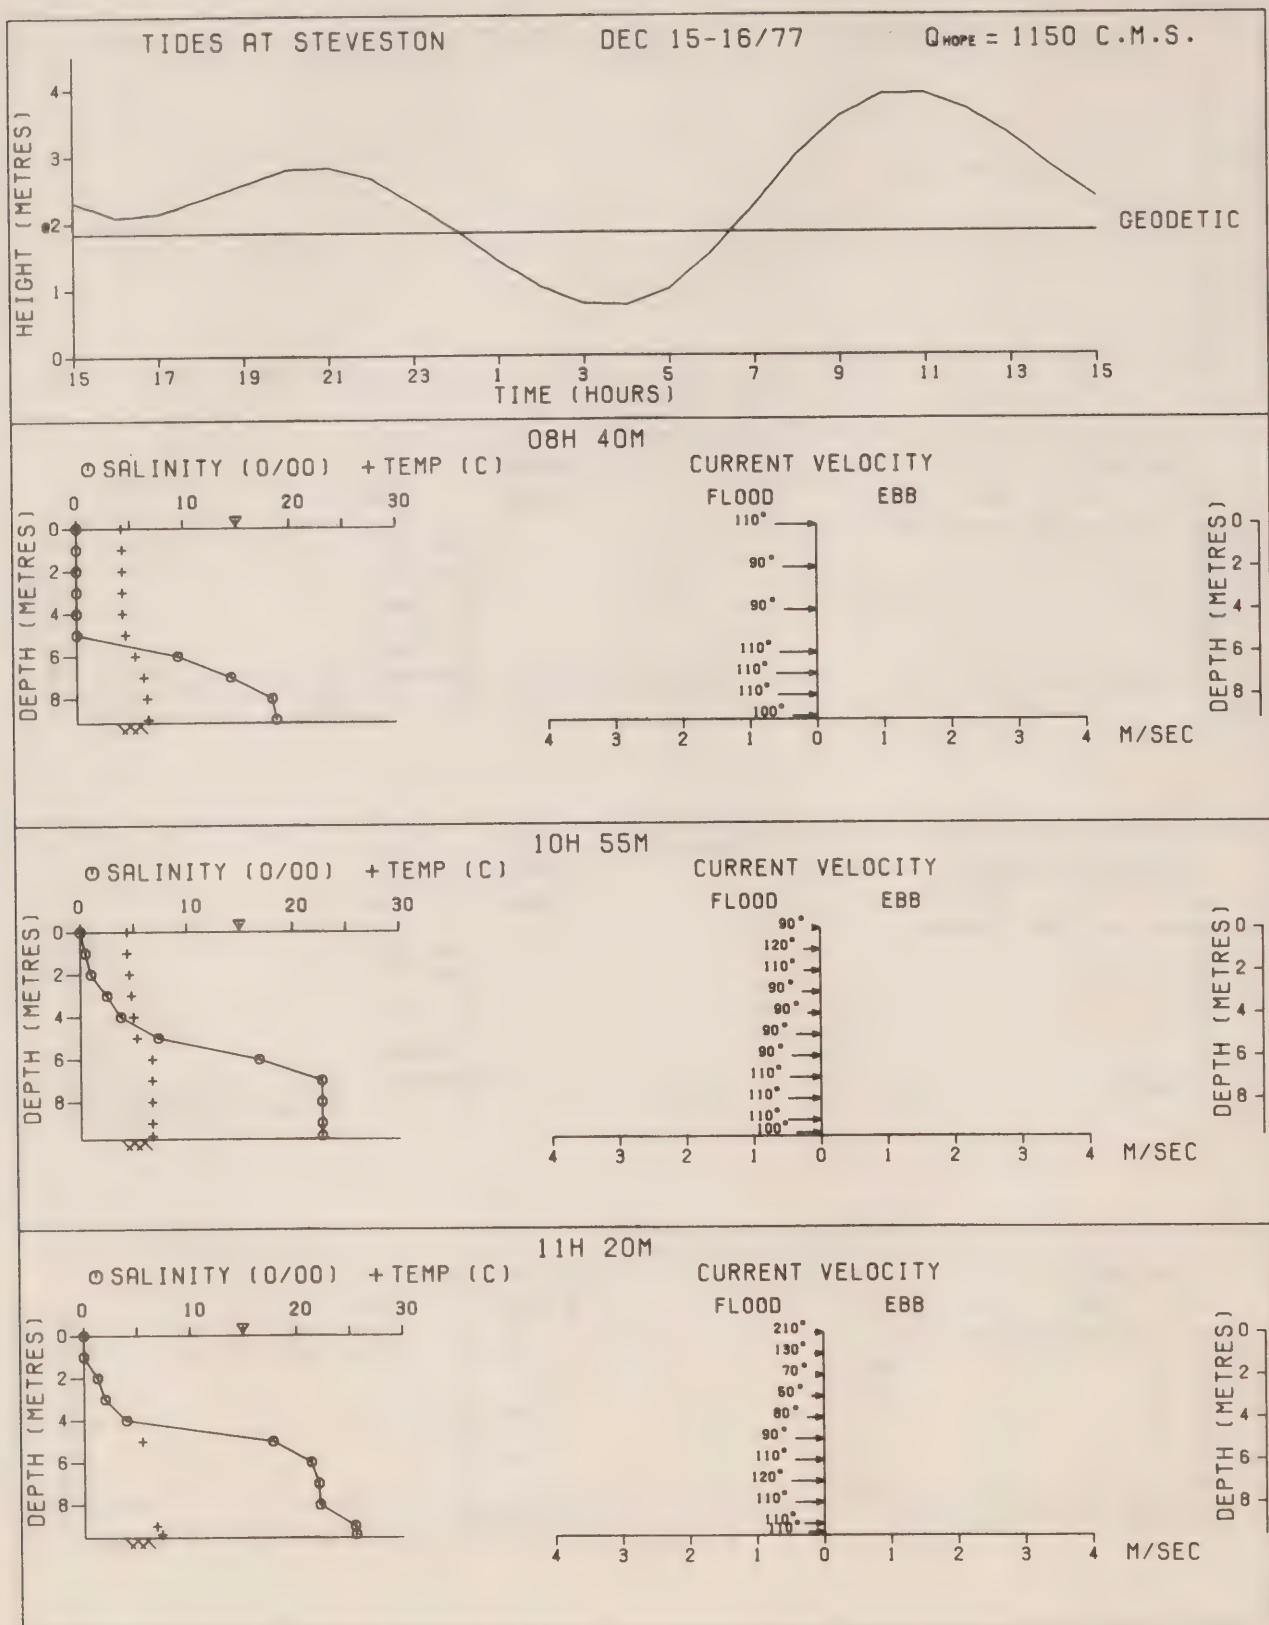 TIDES AT STEVESTON DEC 15-16/77 QHOPE = 1150 C.M.S.
HEIGHT (METRES)
4
3
2
1
0
GEODETIC
15 17 19 21 23 1 3 5 7 9 11 13 15
TIME (HOURS)
08H 40M
SALINITY (0/00) + TEMP (C) CURRENT VELOCITY
FLOOD EBB
0 10 20 30
DEPTH (METRES)
0
2
4
6
8
110°
90°
90°
110°
110°
110°
100°
4 3 2 1 0 1 2 3 4 M/SEC
DEPTH (METRES)
0
2
4
6
8
10H 55M
SALINITY (0/00) + TEMP (C) CURRENT VELOCITY
FLOOD EBB
0 10 20 30
DEPTH (METRES)
0
2
4
6
8
90°
120°
110°
90°
90°
90°
90°
110°
110°
110°
100°
4 3 2 1 0 1 2 3 4 M/SEC
DEPTH (METRES)
0
2
4
6
8
11H 20M
SALINITY (0/00) + TEMP (C) CURRENT VELOCITY
FLOOD EBB
0 10 20 30
DEPTH (METRES)
0
2
4
6
8
210°
130°
70°
50°
80°
90°
110°
120°
110°
110°
110°
4 3 2 1 0 1 2 3 4 M/SEC
DEPTH (METRES)
0
2
4
6
8